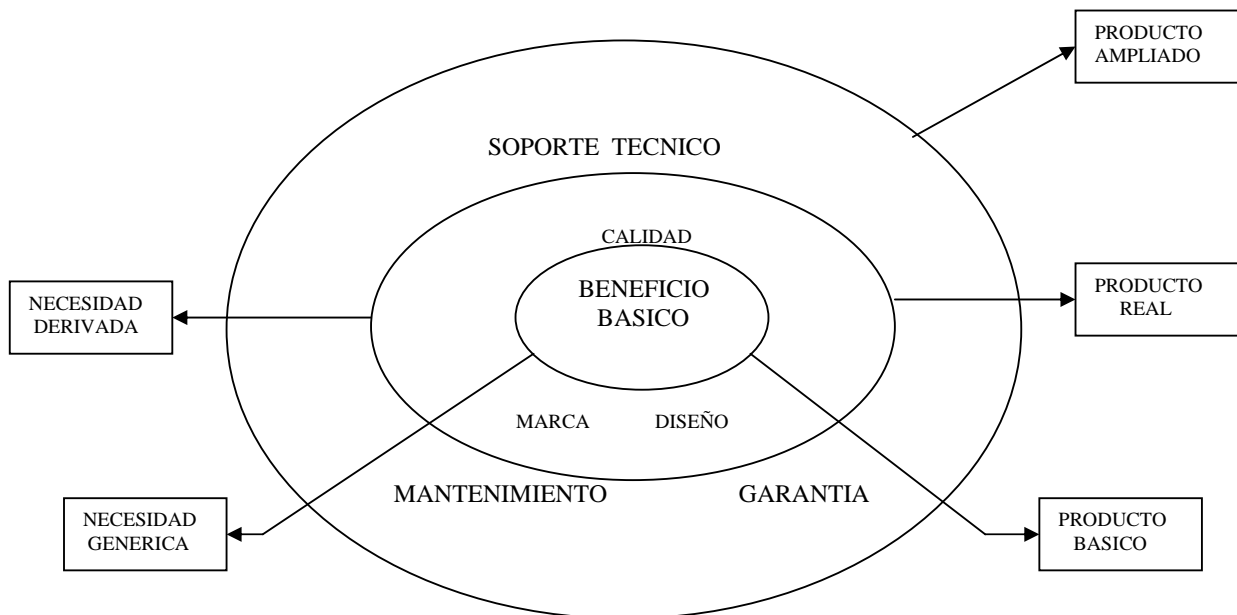 PRODUCTO
AMPLIADO
SOPORTE TECNICO
CALIDAD
BENEFICIO
BASICO
NECESIDAD
DERIVADA
PRODUCTO
REAL
MARCA
DISEÑO
MANTENIMIENTO
GARANTIA
NECESIDAD
GENERICA
PRODUCTO
BASICO